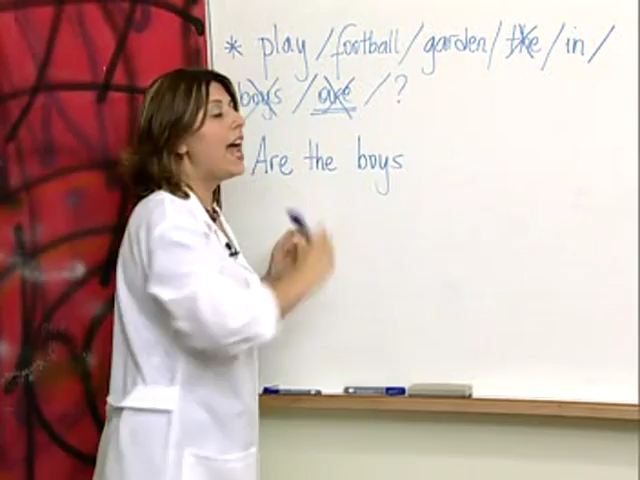 * play / football / garden / the / in /
boys / are / ?
Are the boys